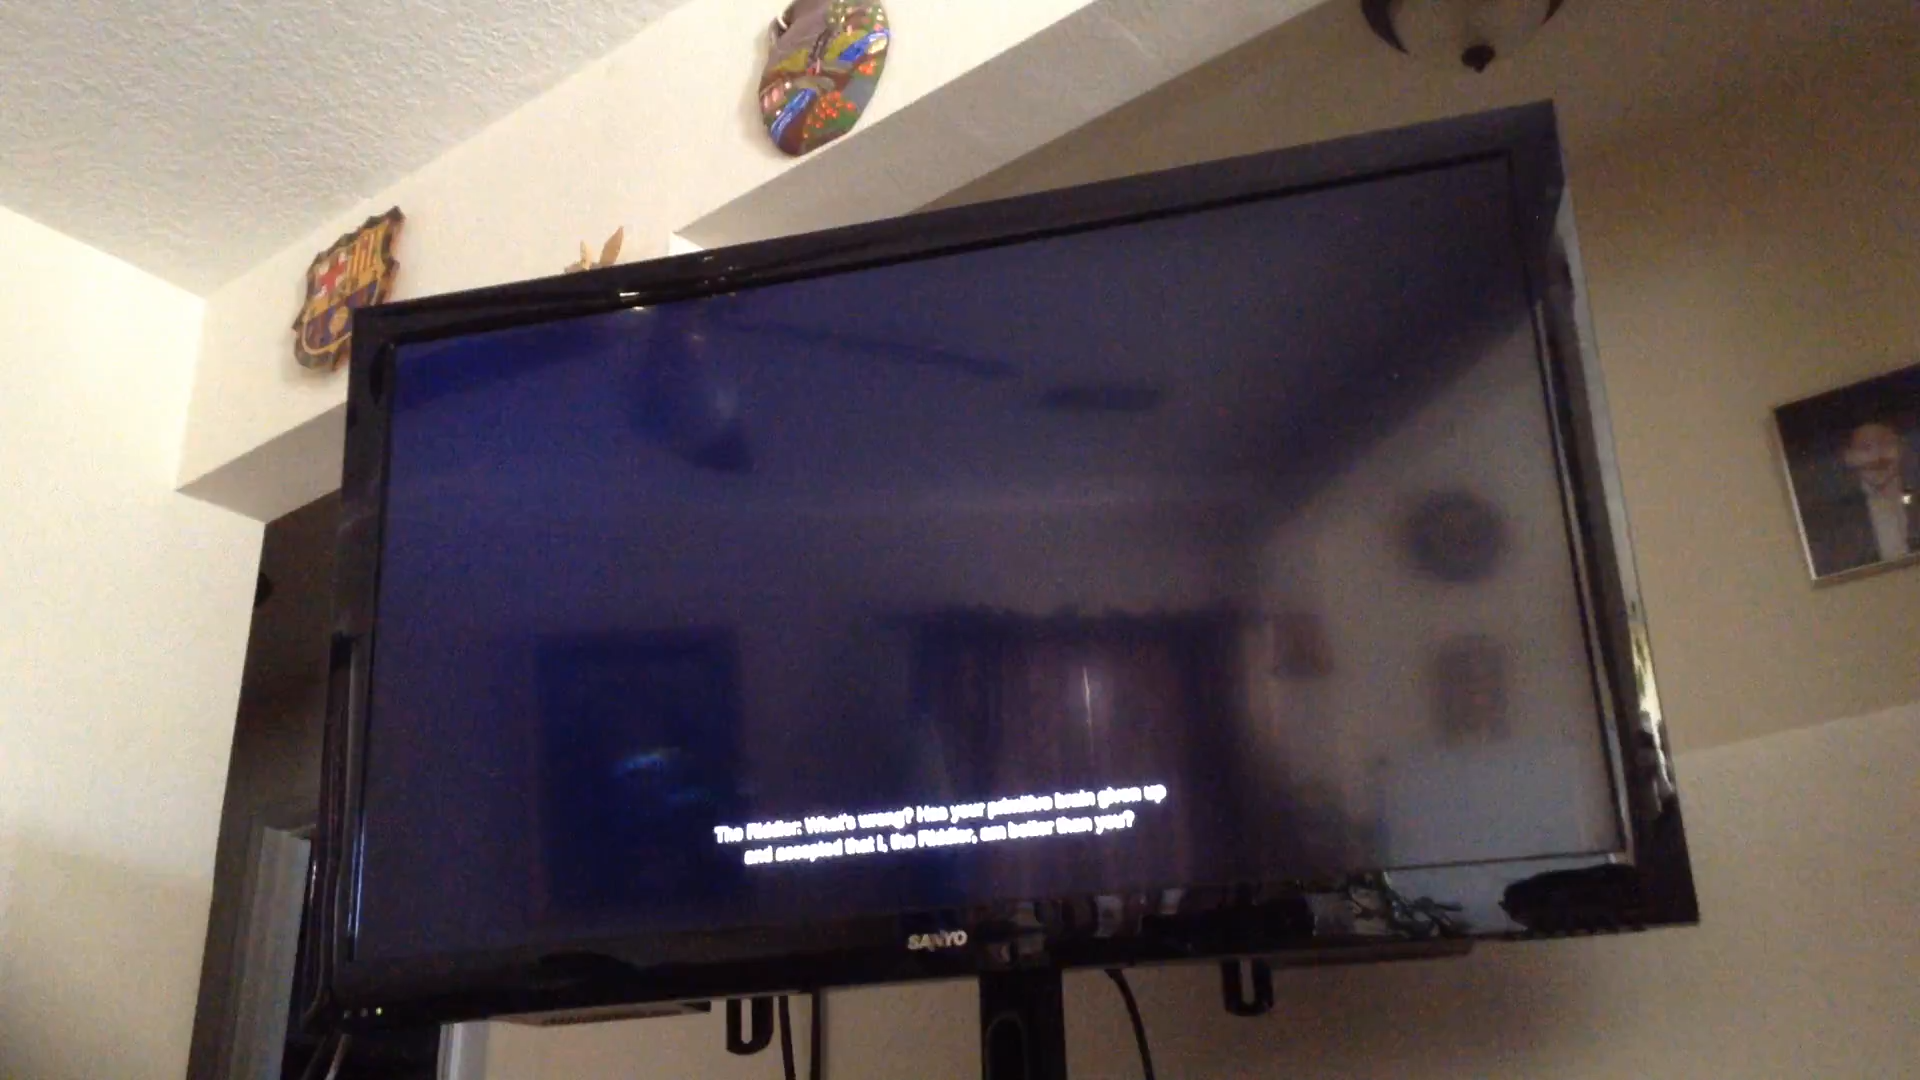 The Riddler: What's wrong? Has your primitive brain given up
and accepted that I, the Riddler, am better than you?
SANYO